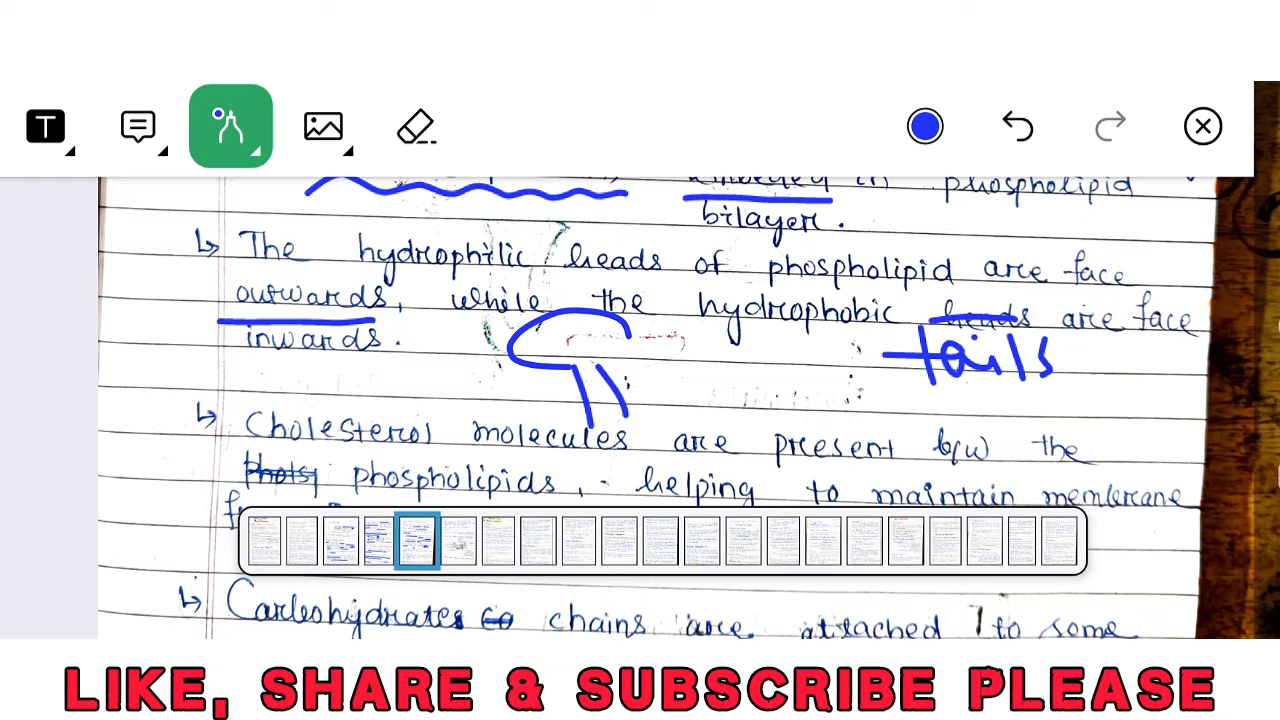 T
in phospholipid
bilayer.
↳ The hydrophilic heads of phospholipid are face
outwards, while the hydrophobic heads are face
inwards.
tails
↳ Cholesterol molecules are present b/w the
phospholipids, helping to maintain membrane
↳ Carbohydrates chains are attached to some
LIKE, SHARE & SUBSCRIBE PLEASE